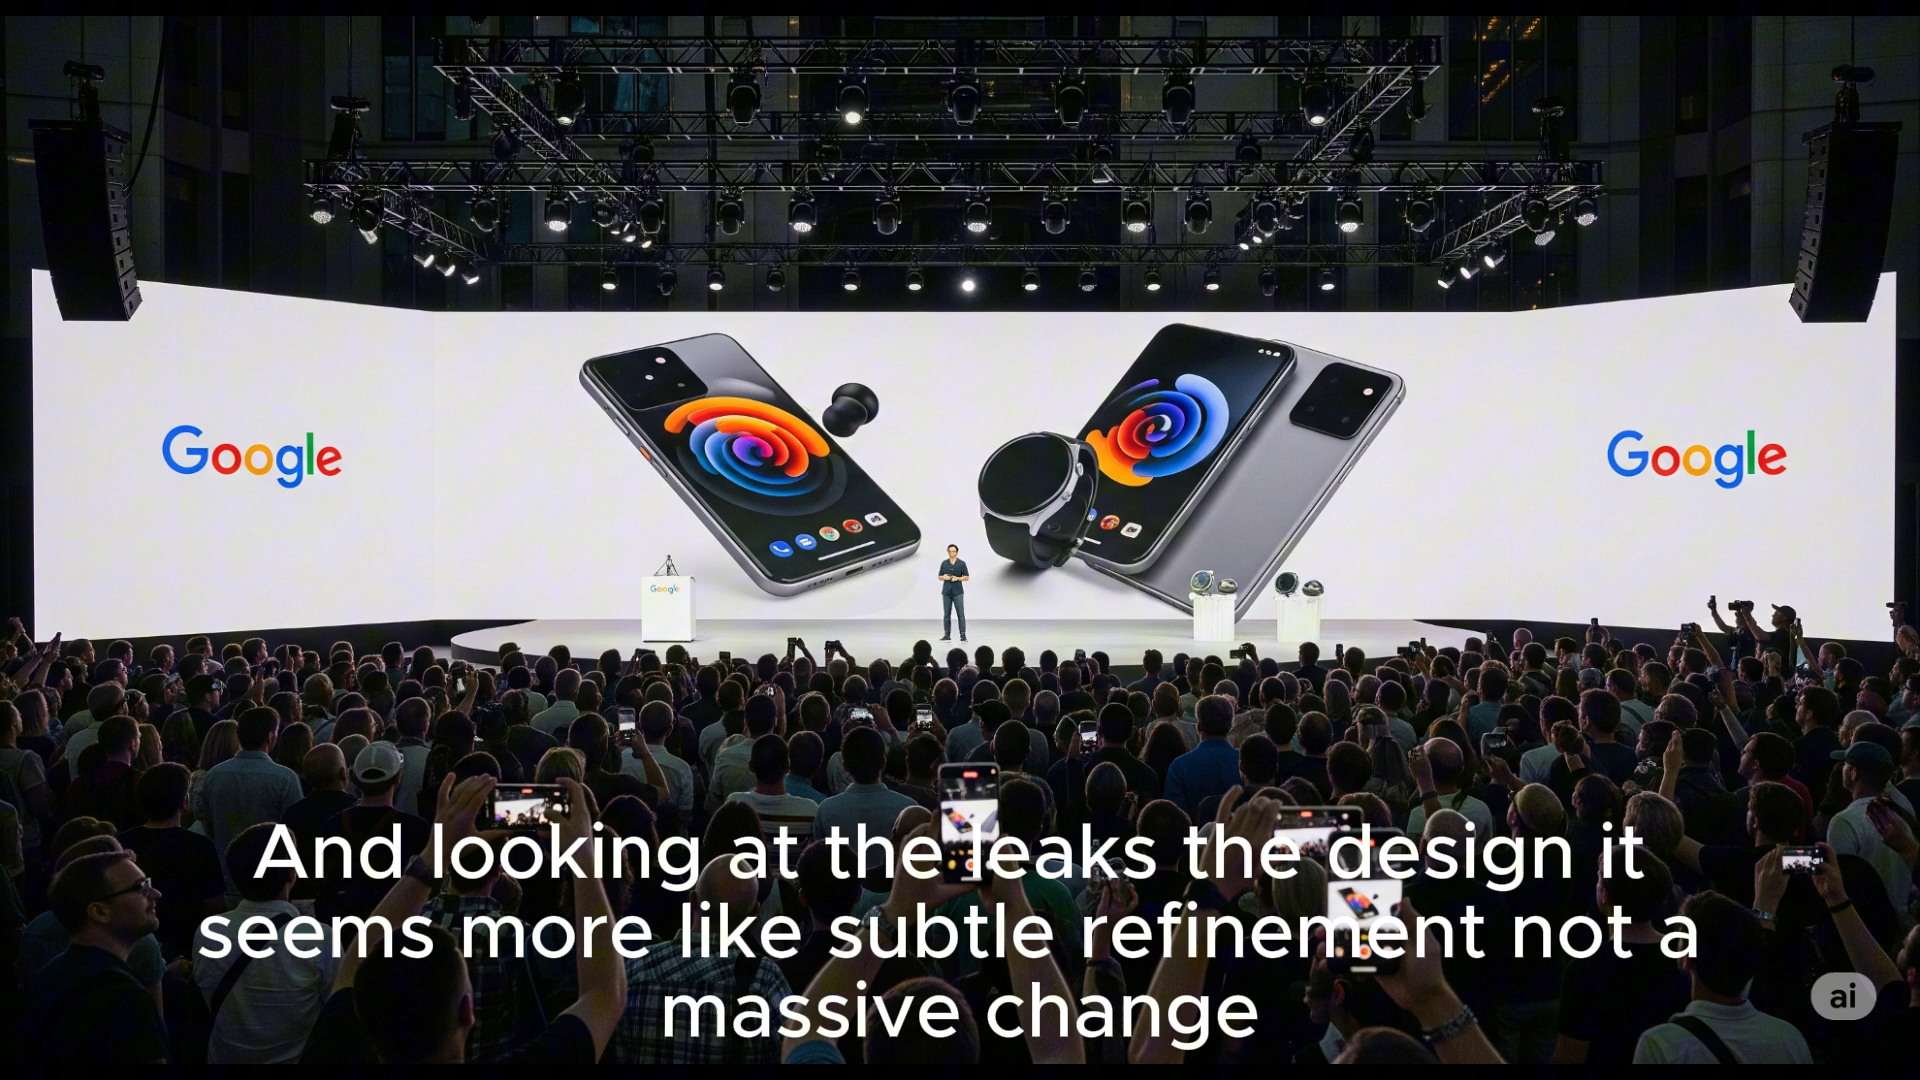 Google
Google
Google
And looking at the leaks the design it
seems more like subtle refinement not a
massive change
ai